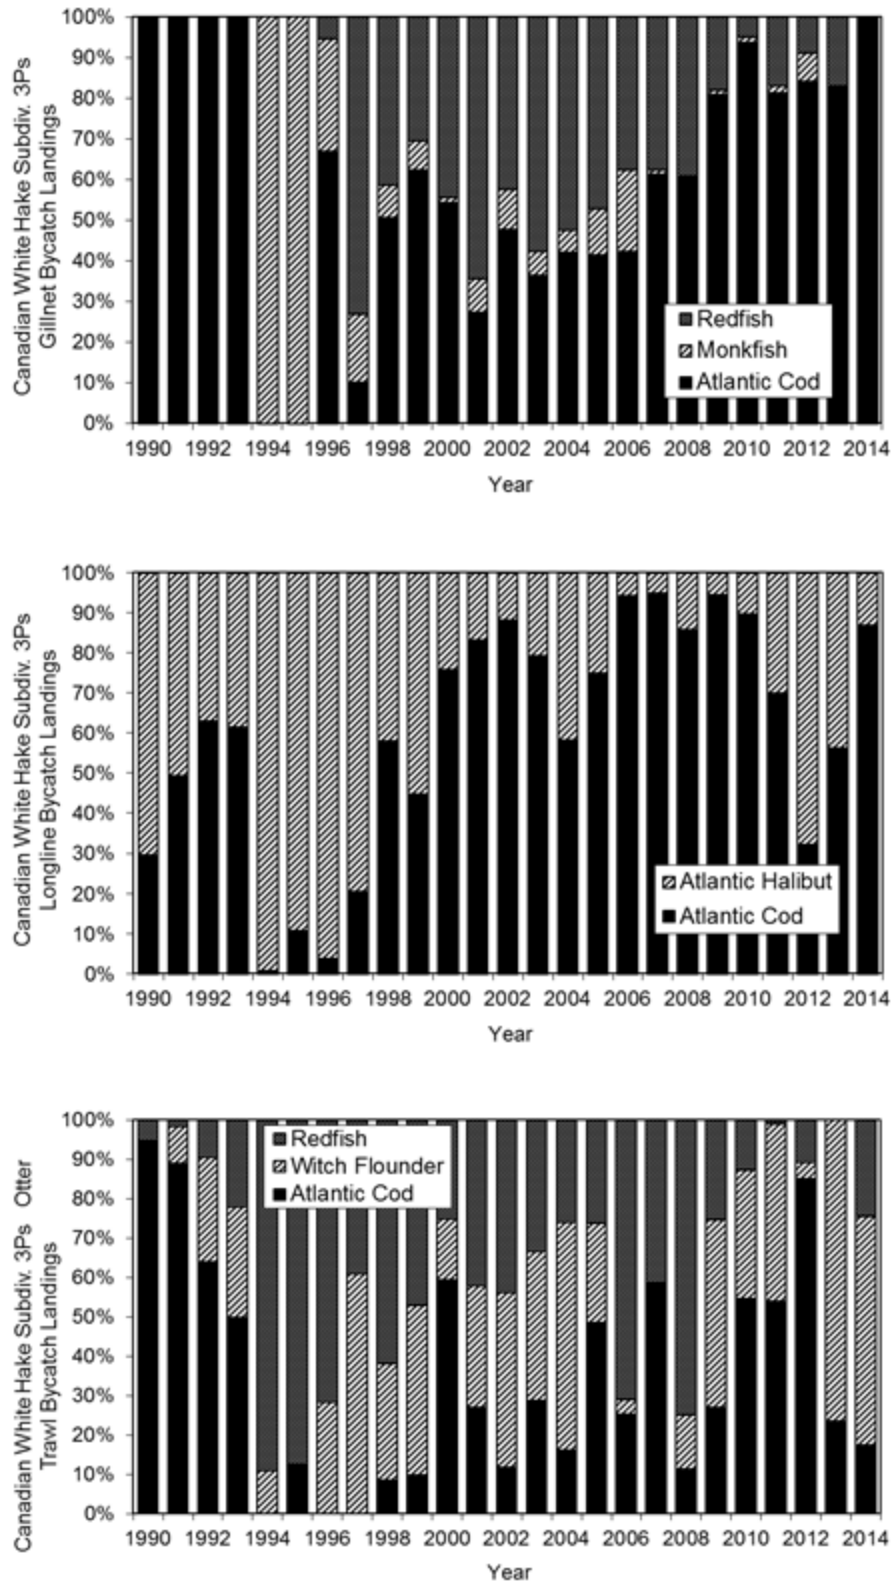 Canadian White Hake Subdiv. 3Ps
Gillnet Bycatch Landings
100%
90%
80%
70%
60%
50%
40%
30%
20%
10%
0%
Redfish
Monkfish
Atlantic Cod
1990 1992 1994 1996 1998 2000 2002 2004 2006 2008 2010 2012 2014
Year
Canadian White Hake Subdiv. 3Ps
Longline Bycatch Landings
100%
90%
80%
70%
60%
50%
40%
30%
20%
10%
0%
Atlantic Halibut
Atlantic Cod
1990 1992 1994 1996 1998 2000 2002 2004 2006 2008 2010 2012 2014
Year
Canadian White Hake Subdiv. 3Ps Otter
Trawl Bycatch Landings
100%
90%
80%
70%
60%
50%
40%
30%
20%
10%
0%
Redfish
Witch Flounder
Atlantic Cod
1990 1992 1994 1996 1998 2000 2002 2004 2006 2008 2010 2012 2014
Year